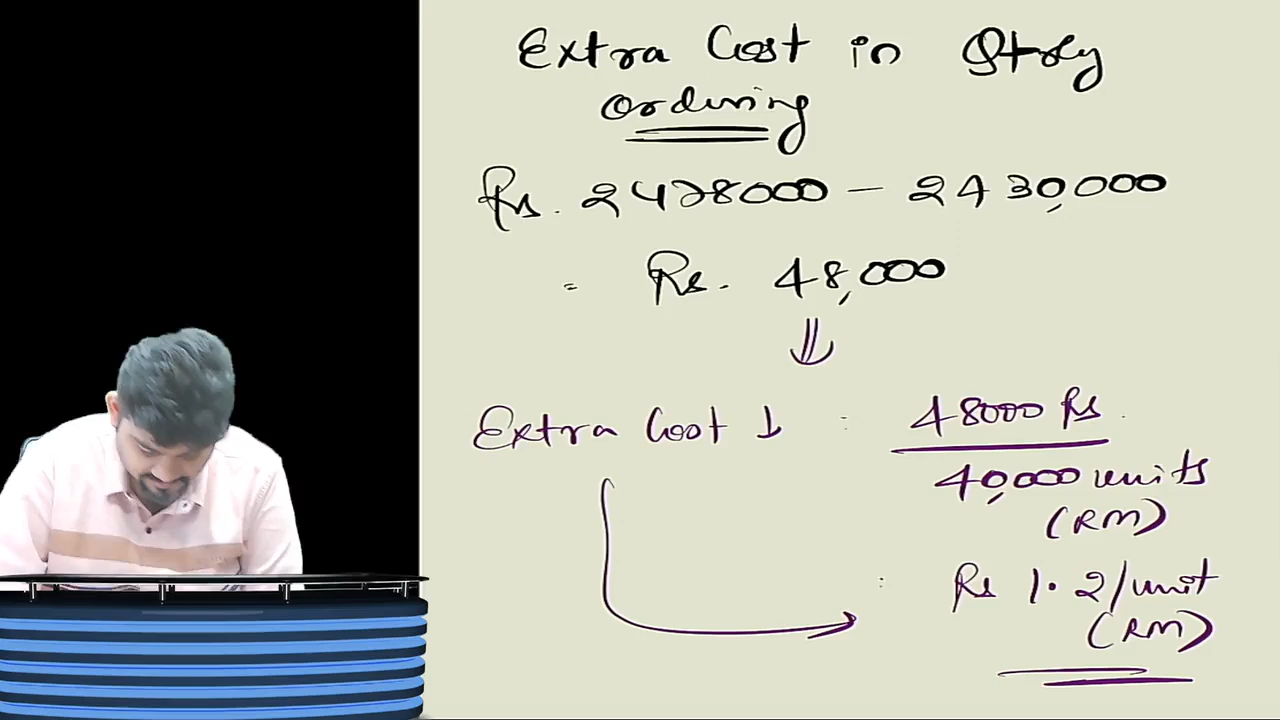 Extra Cost in Qtrly
Ordering
Rs. 2478000 - 2430,000
= Rs. 48,000
Extra Cost ↓ : 48000 Rs.
40,000 units
(RM)
: Rs 1.2/unit
(RM)